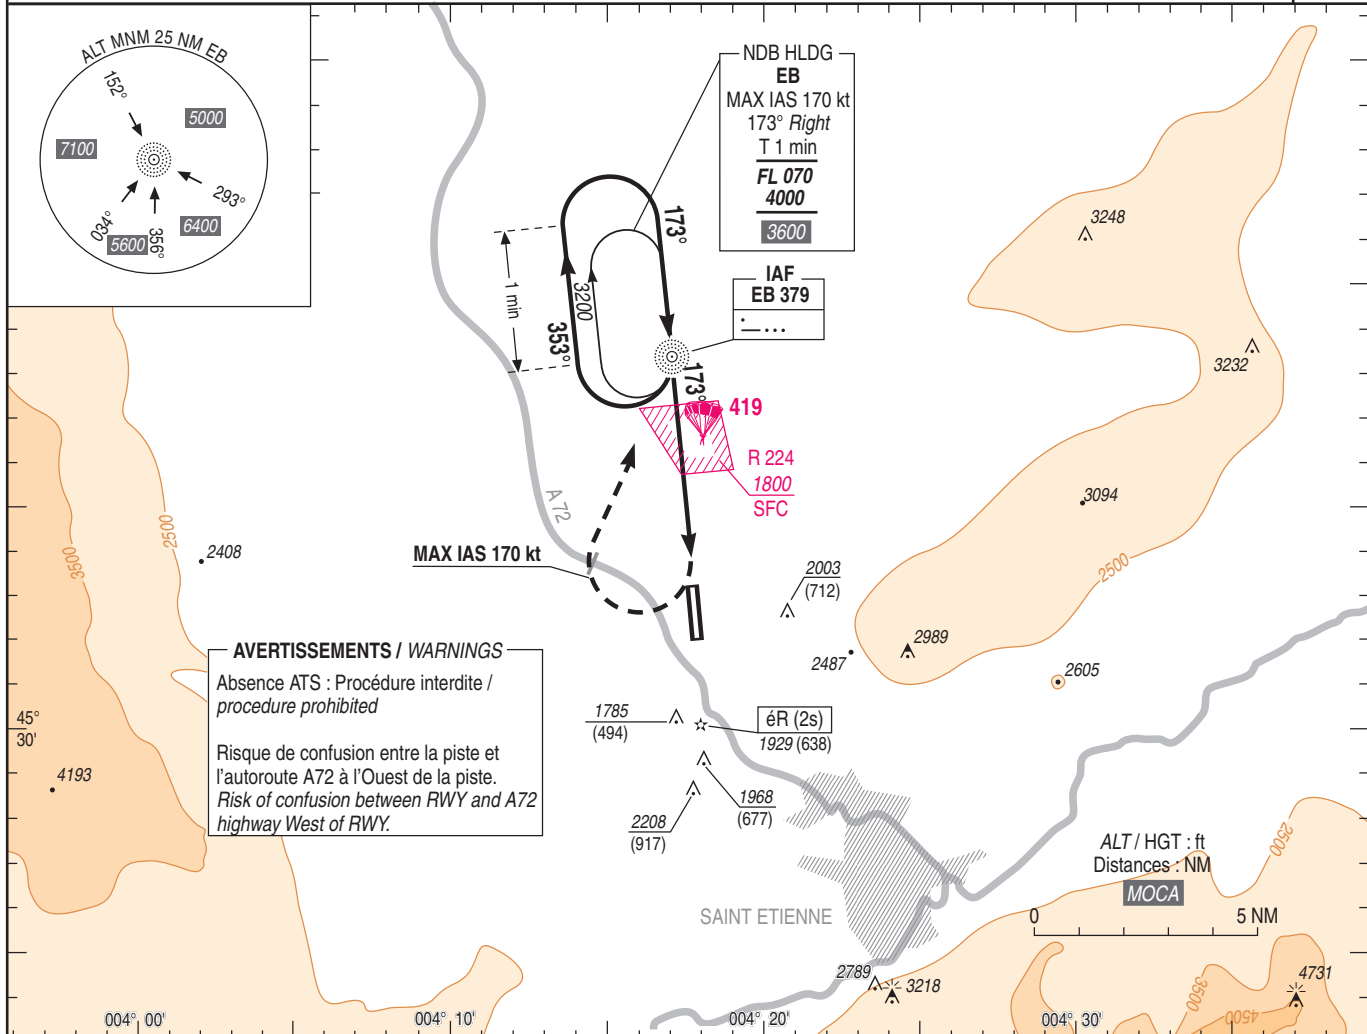 ALT MNM 25 NM EB
152°
5000
7100
293°
034°
6400
5600
356°
NDB HLDG
EB
MAX IAS 170 kt
173° Right
T 1 min
FL 070
4000
3600
IAF
EB 379
173°
1 min
3200
353°
173°
419
R 224
1800
SFC
A 72
MAX IAS 170 kt
3248
3232
3094
2500
2500
3500
2408
2003
(712)
2989
2487
2605
AVERTISSEMENTS / WARNINGS
Absence ATS : Procédure interdite /
procedure prohibited
Risque de confusion entre la piste et
l'autoroute A72 à l'Ouest de la piste.
Risk of confusion between RWY and A72
highway West of RWY.
45°
30'
4193
1785
(494)
éR (2s)
1929 (638)
1968
(677)
2208
(917)
SAINT ETIENNE
ALT / HGT : ft
Distances : NM
MOCA
0 5 NM
2500
2789
3218
4731
3500
4500
004° 00'
004° 10'
004° 20'
004° 30'